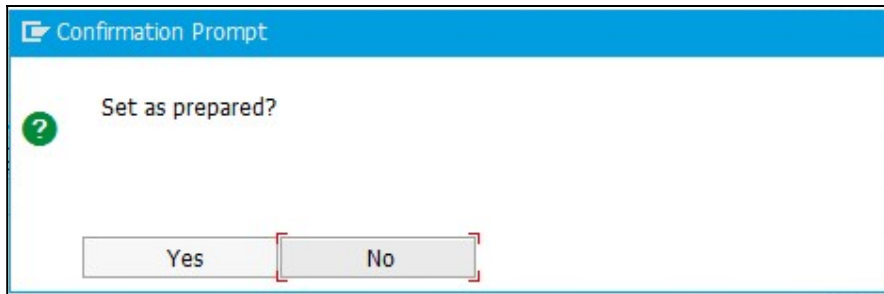 Confirmation Prompt
Set as prepared?
Yes No